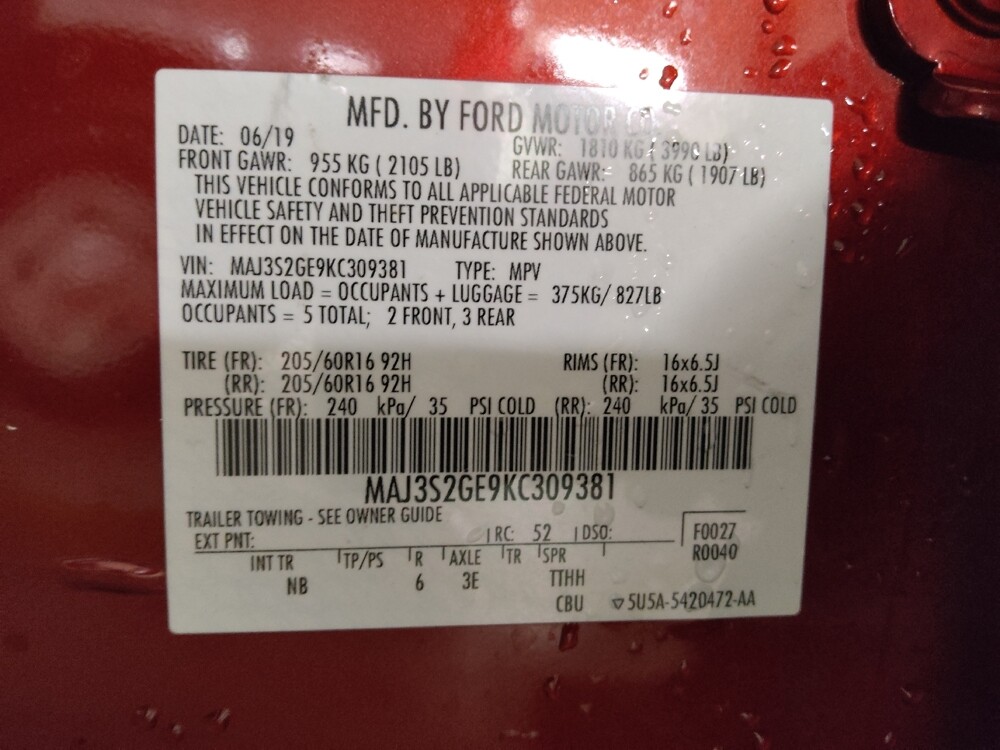 MFD. BY FORD MOTOR CO.
DATE: 06/19 GVWR: 1810 KG ( 3990 LB)
FRONT GAWR: 955 KG ( 2105 LB) REAR GAWR: 865 KG ( 1907 LB)
THIS VEHICLE CONFORMS TO ALL APPLICABLE FEDERAL MOTOR
VEHICLE SAFETY AND THEFT PREVENTION STANDARDS
IN EFFECT ON THE DATE OF MANUFACTURE SHOWN ABOVE.
VIN: MAJ3S2GE9KC309381 TYPE: MPV
MAXIMUM LOAD = OCCUPANTS + LUGGAGE = 375KG/ 827LB
OCCUPANTS = 5 TOTAL; 2 FRONT, 3 REAR
TIRE (FR): 205/60R16 92H RIMS (FR): 16x6.5J
(RR): 205/60R16 92H (RR): 16x6.5J
PRESSURE (FR): 240 kPa/ 35 PSI COLD (RR): 240 kPa/ 35 PSI COLD
MAJ3S2GE9KC309381
TRAILER TOWING - SEE OWNER GUIDE
EXT PNT: RC: 52 DSO: F0027
R0040
INT TR TP/PS R AXLE TR SPR
NB 6 3E TTHH
CBU ▽5U5A-5420472-AA